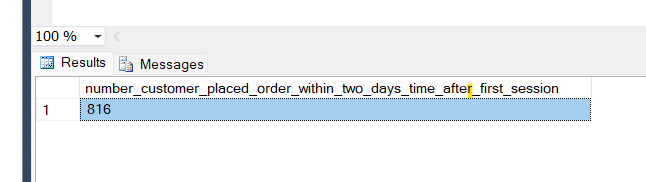 100 %
Results Messages
number_customer_placed_order_within_two_days_time_after_first_session
1 816